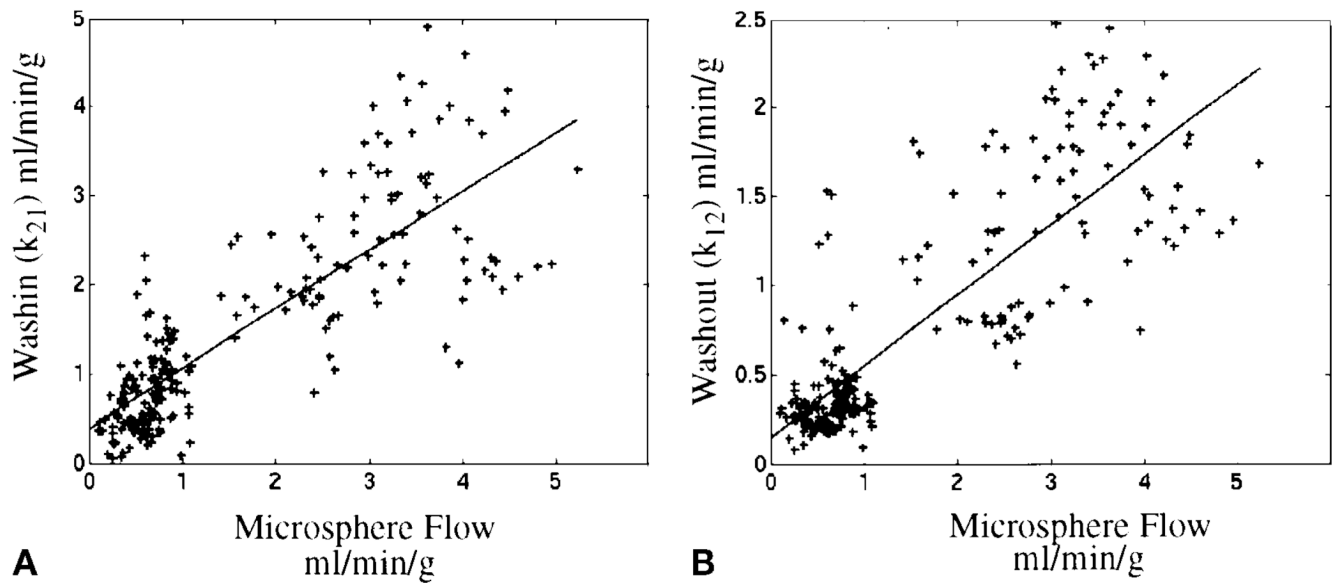 5
4
3
2
1
0
0 1 2 3 4 5
Washin (k21) ml/min/g
Microsphere Flow
ml/min/g
A
2.5
2
1.5
1
0.5
0
0 1 2 3 4 5
Washout (k12) ml/min/g
Microsphere Flow
ml/min/g
B